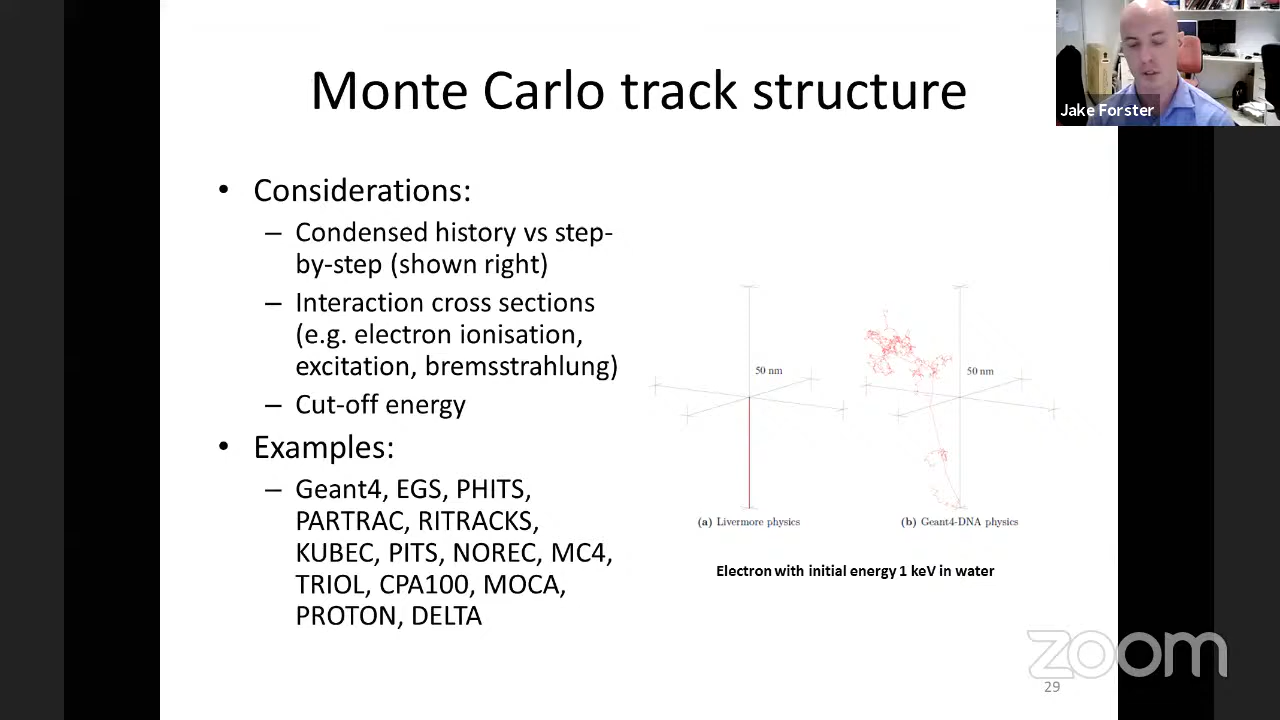 Monte Carlo track structure
Jake Forster
• Considerations:
– Condensed history vs step-
by-step (shown right)
– Interaction cross sections
(e.g. electron ionisation,
excitation, bremsstrahlung)
– Cut-off energy
• Examples:
– Geant4, EGS, PHITS,
PARTRAC, RITRACKS,
KUBEC, PITS, NOREC, MC4,
TRIOL, CPA100, MOCA,
PROTON, DELTA
50 nm
50 nm
(a) Livermore physics
(b) Geant4-DNA physics
Electron with initial energy 1 keV in water
zoom
29